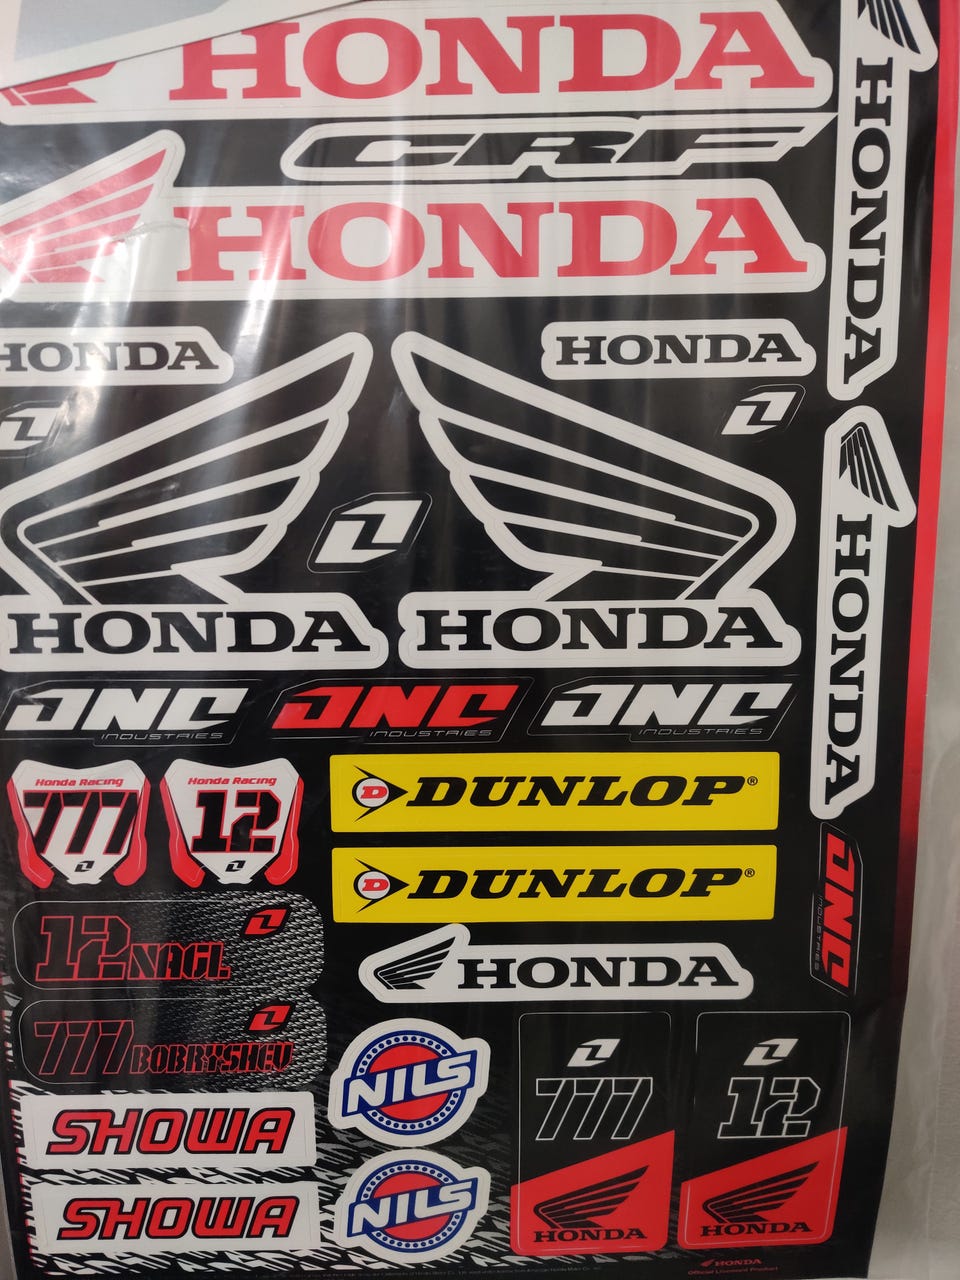 HONDA
CRF
HONDA
HONDA
HONDA
HONDA
HONDA
HONDA
HONDA
ONE
INDUSTRIES
ONE
INDUSTRIES
ONE
INDUSTRIES
Honda Racing
777
Honda Racing
12
D DUNLOP®
D DUNLOP®
ONE
INDUSTRIES
12 NAGL
777 BOBRYSHEV
HONDA
SHOWA
SHOWA
NILS
NILS
777
HONDA
12
HONDA
HONDA
Official Licensed Product